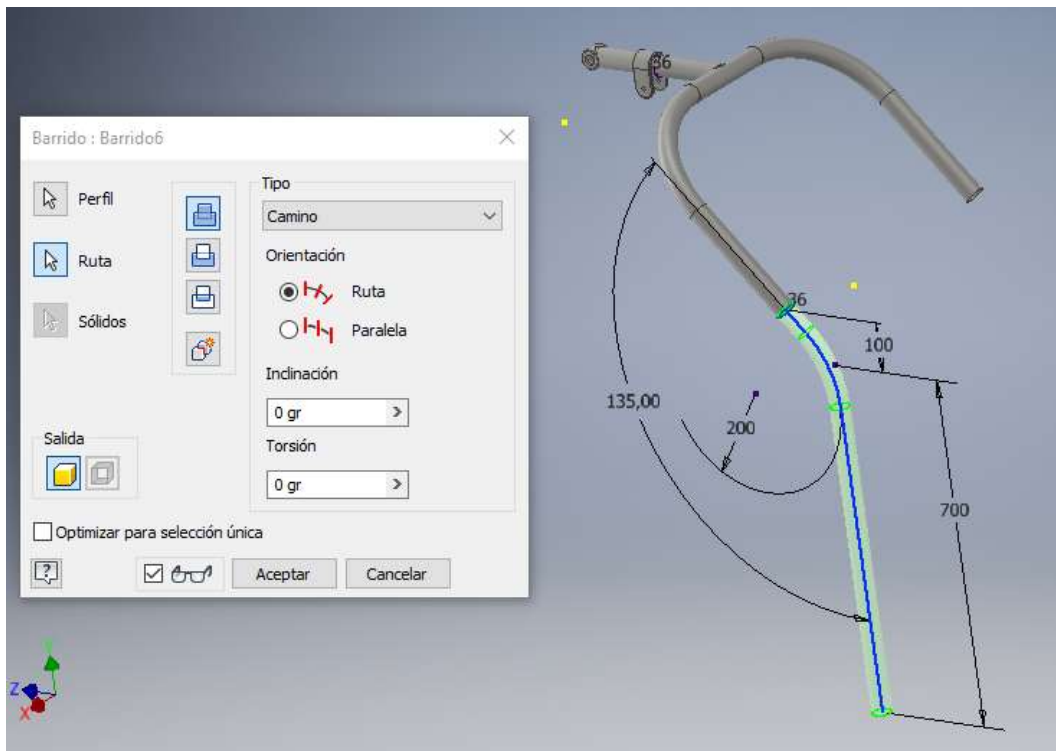 Barrido : Barrido6
Perfil
Ruta
Sólidos
Tipo
Camino
Orientación
Ruta
Paralela
Inclinación
0 gr
Torsión
0 gr
Salida
Optimizar para selección única
Aceptar
Cancelar
36
36
100
135,00
200
700
Y
Z
X